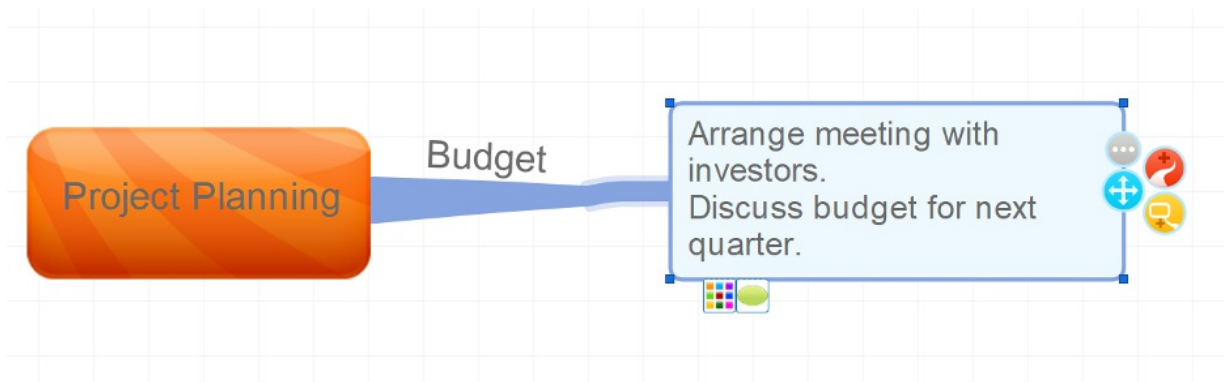 Project Planning
Budget
Arrange meeting with
investors.
Discuss budget for next
quarter.